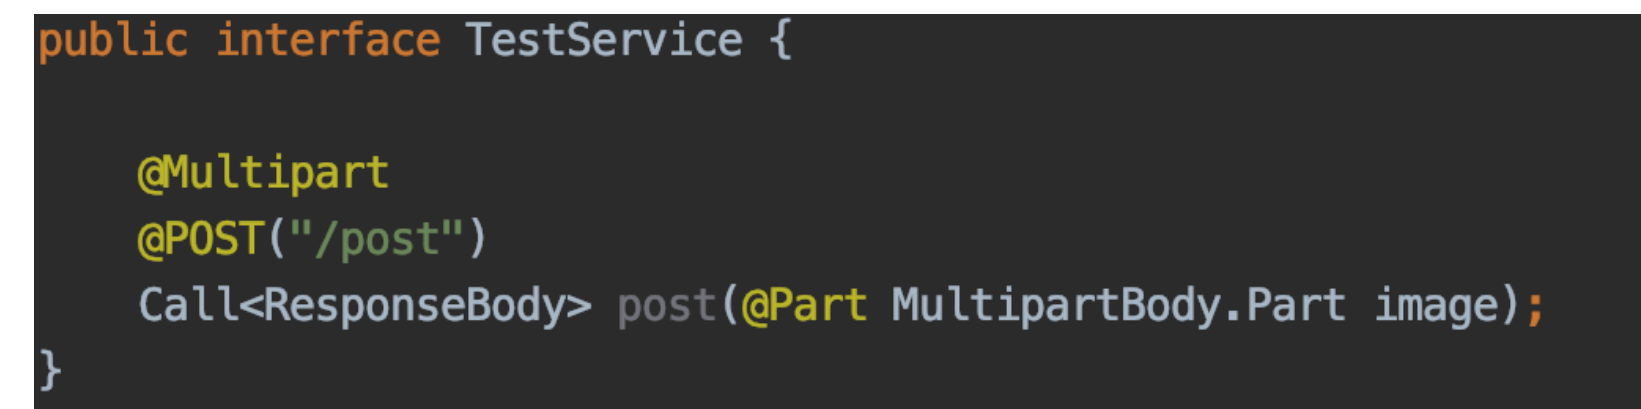 public interface TestService {
@Multipart
@POST("/post")
Call<ResponseBody> post(@Part MultipartBody.Part image);
}